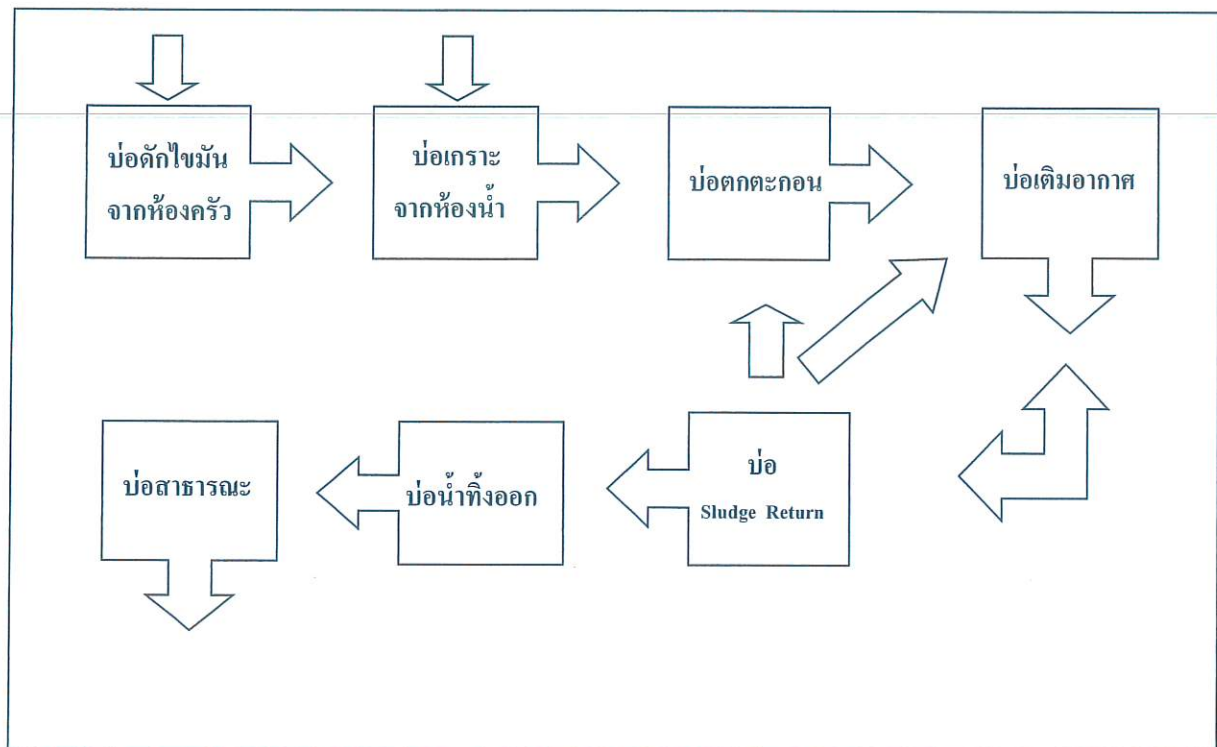 บ่อดักไขมัน
จากห้องครัว
บ่อเกราะ
จากห้องน้ำ
บ่อตกตะกอน
บ่อเติมอากาศ
บ่อสาธารณะ
บ่อน้ำทิ้งออก
บ่อ
Sludge Return